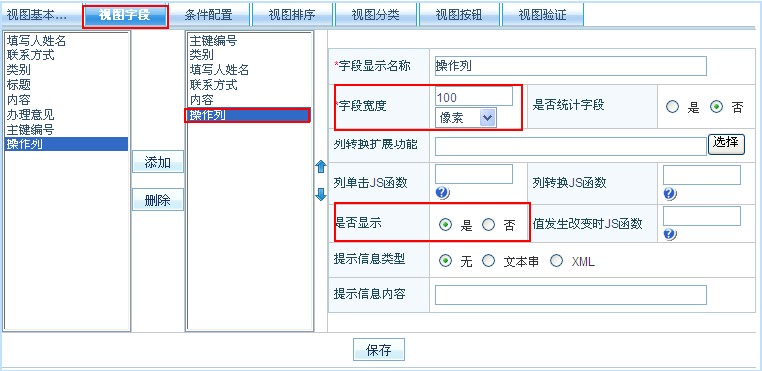 视图基本... 视图字段 条件配置 视图排序 视图分类 视图按钮 视图验证
填写人姓名
联系方式
类别
标题
内容
办理意见
主键编号
操作列
添加
删除
主键编号
类别
填写人姓名
联系方式
内容
操作列
*字段显示名称 操作列
*字段宽度 100 像素 是否统计字段 是 否
列转换扩展功能 选择
列单击JS函数 列转换JS函数
是否显示 是 否 值发生改变时JS函数
提示信息类型 无 文本串 XML
提示信息内容
保存